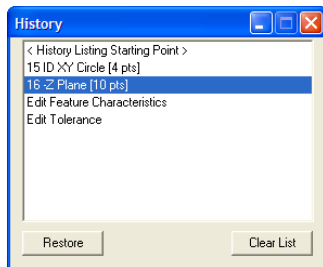 History
< History Listing Starting Point >
15 ID XY Circle [4 pts]
16 -Z Plane [10 pts]
Edit Feature Characteristics
Edit Tolerance
Restore
Clear List